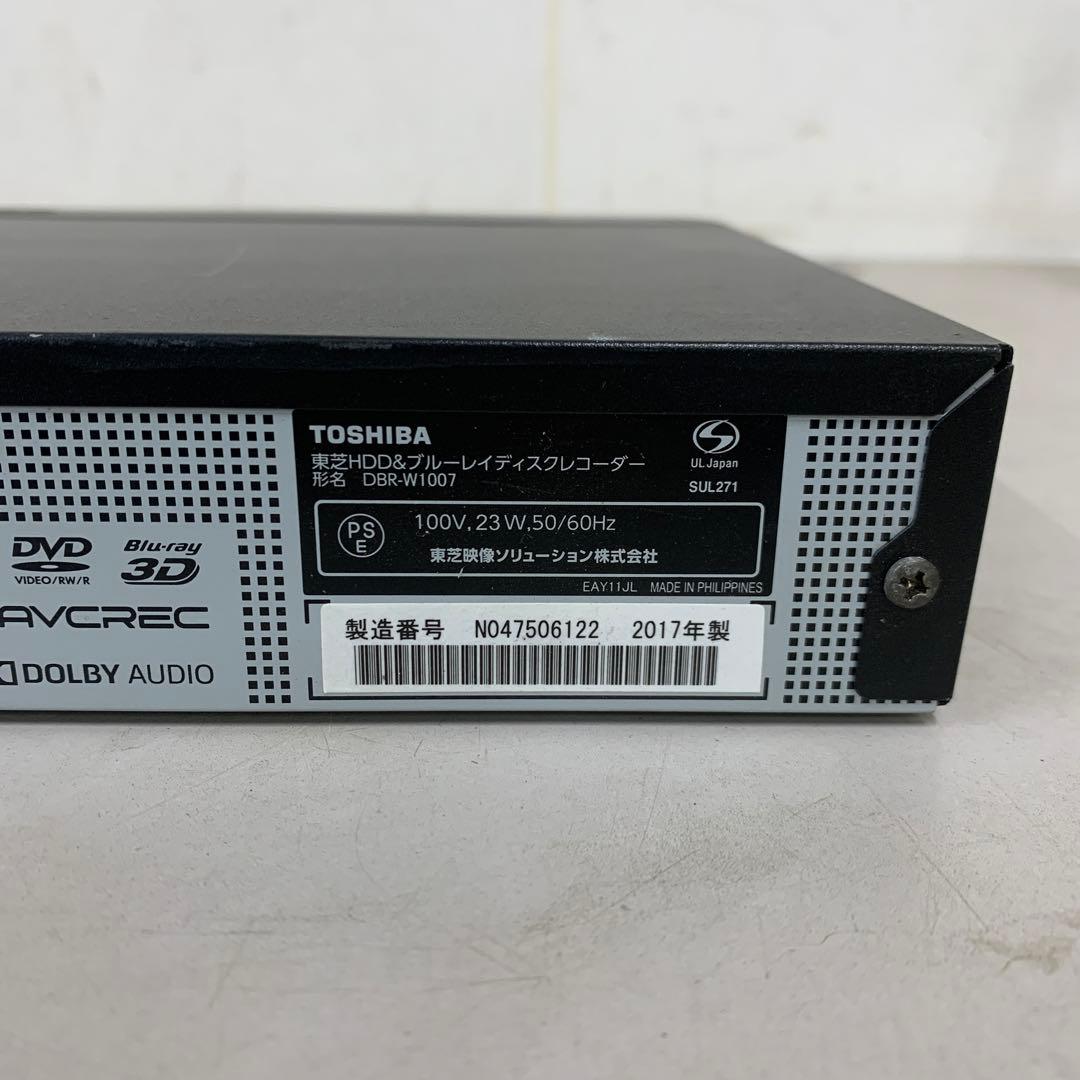 TOSHIBA
東芝HDD&ブルーレイディスクレコーダー
形名 DBR-W1007
UL Japan
SUL271
PS
E
100V, 23W, 50/60Hz
東芝映像ソリューション株式会社
EAY11JL MADE IN PHILIPPINES
製造番号 N047506122 2017年製
DVD
VIDEO/RW/R
Blu-ray
3D
AVCREC
DOLBY AUDIO